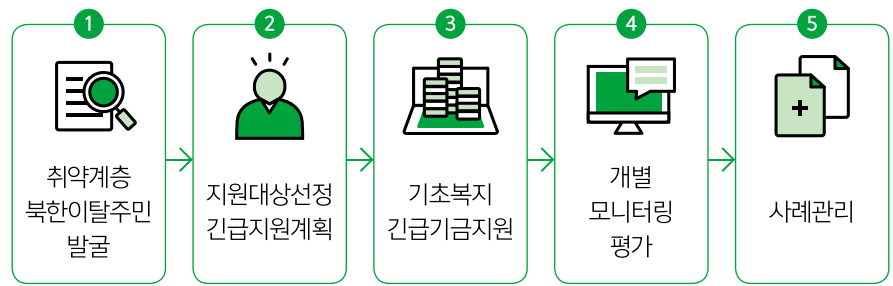 1
취약계층
북한이탈주민
발굴
2
지원대상선정
긴급지원계획
3
기초복지
긴급기금지원
4
개별
모니터링
평가
5
사례관리